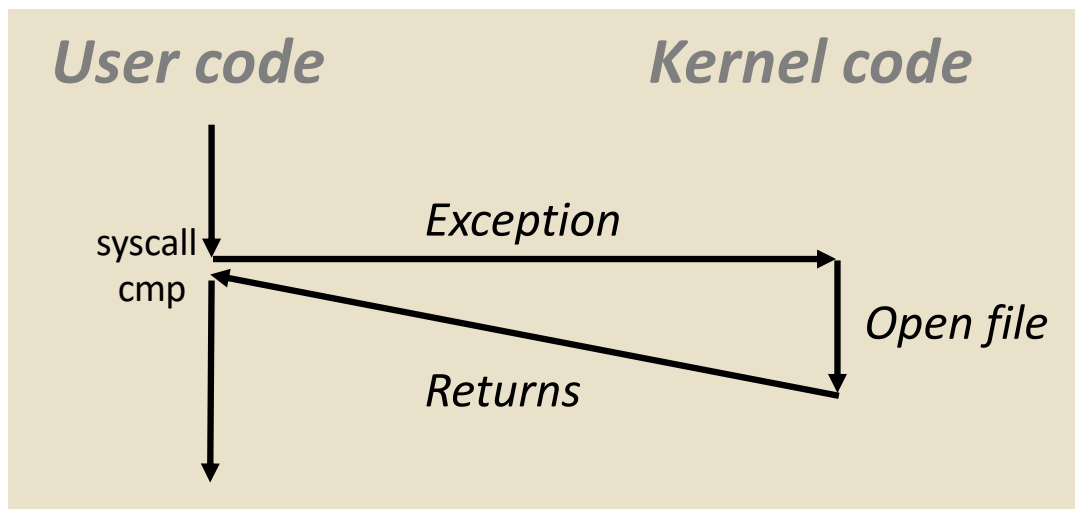 User code
Kernel code
Exception
syscall
cmp
Open file
Returns